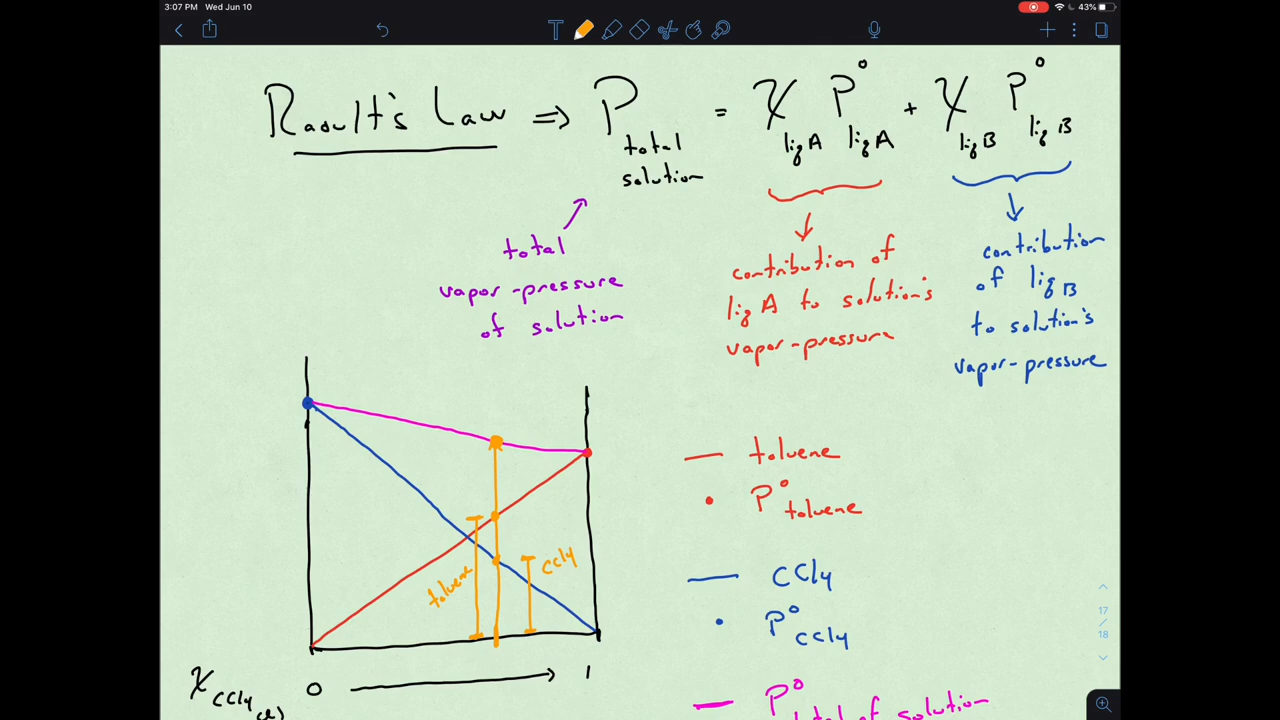 3:07 PM Wed Jun 10
43%
T
Raoult's Law ⇒ P total solution = χ liq A P° liq A + χ liq B P° liq B
total
vapor-pressure
of solution
contribution of
liq A to solution's
vapor-pressure
contribution
of liq B
to solution's
vapor-pressure
toluene
CCl4
— toluene
• P° toluene
— CCl4
• P° CCl4
— P° total of solution
χ CCl4 (l) 0 → 1
17
/
18